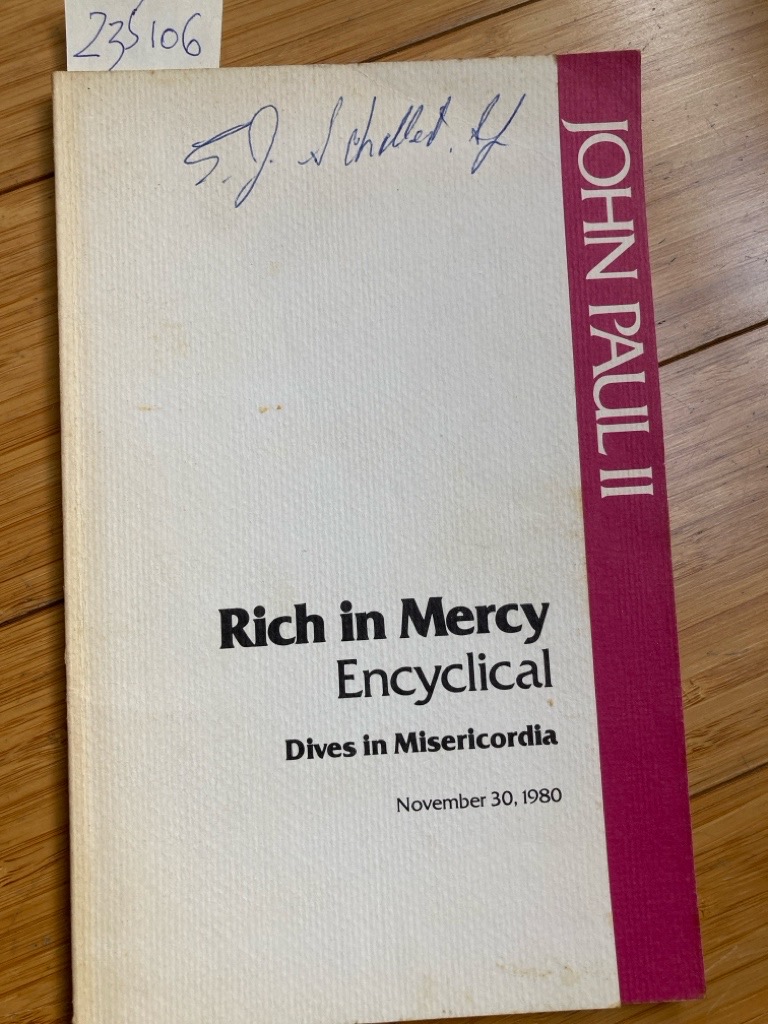 235106
S. J.
JOHN PAUL II
Rich in Mercy
Encyclical
Dives in Misericordia
November 30, 1980